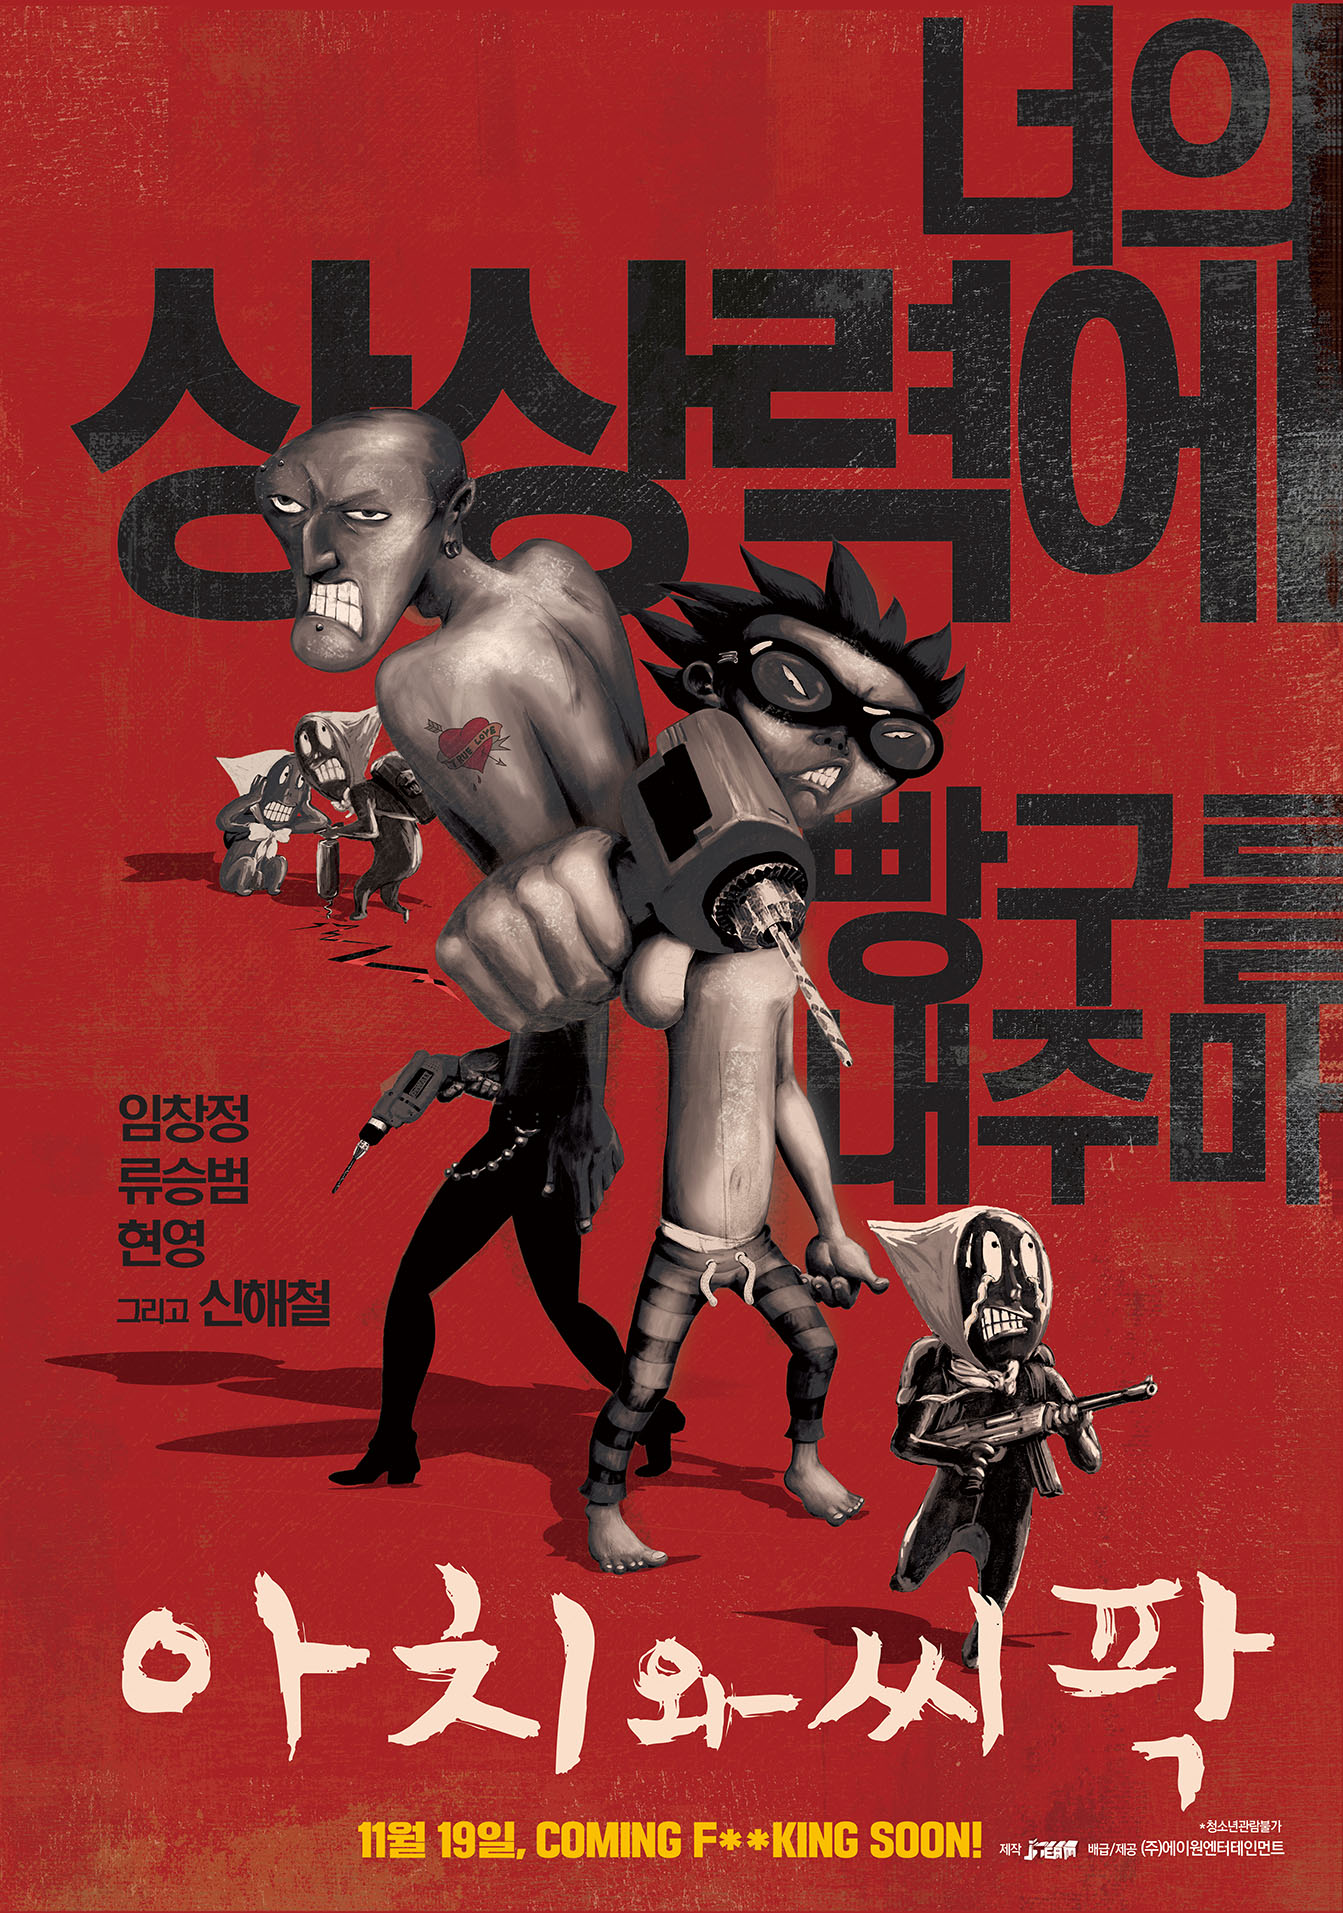 너의
상상력에
빵구를
내주마
TRUE LOVE
임창정
류승범
현영
그리고 신해철
아치와 씨팍
11월 19일, COMING F**KING SOON!
*청소년관람불가
제작 JTEAM 배급/제공 (주)에이원엔터테인먼트